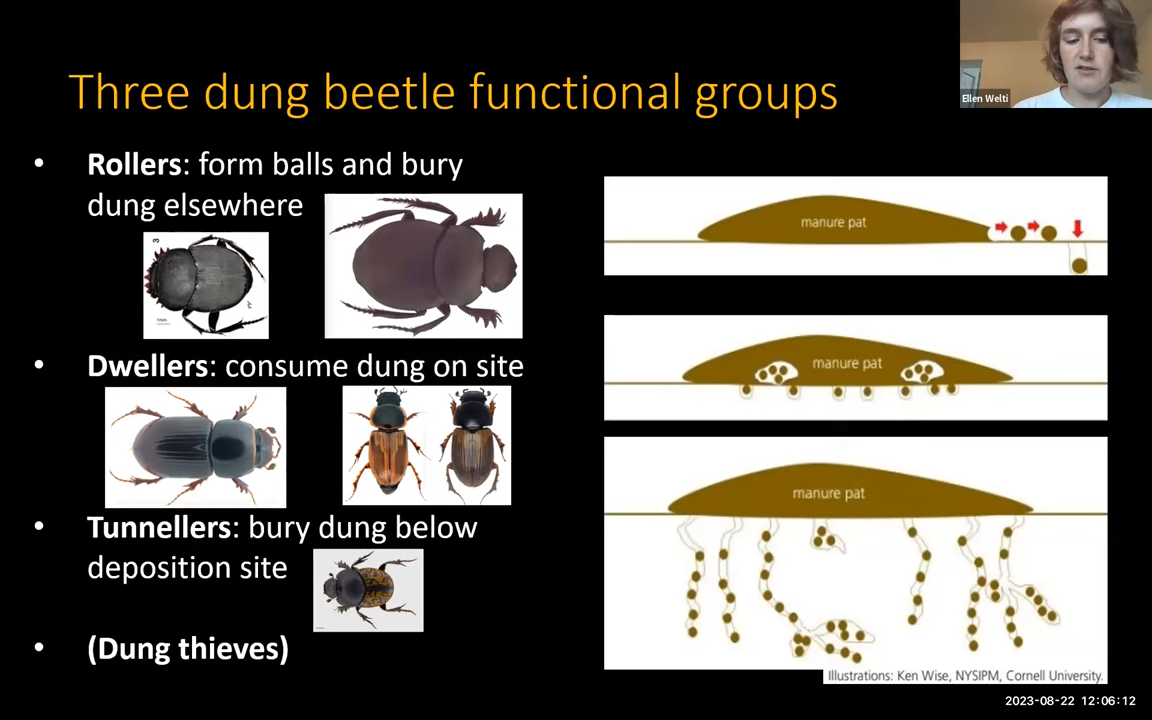 Three dung beetle functional groups
Ellen Welti
• Rollers: form balls and bury
dung elsewhere
3
• Dwellers: consume dung on site
• Tunnellers: bury dung below
deposition site
• (Dung thieves)
manure pat
manure pat
manure pat
Illustrations: Ken Wise, NYSIPM, Cornell University.
2023-08-22 12:06:12